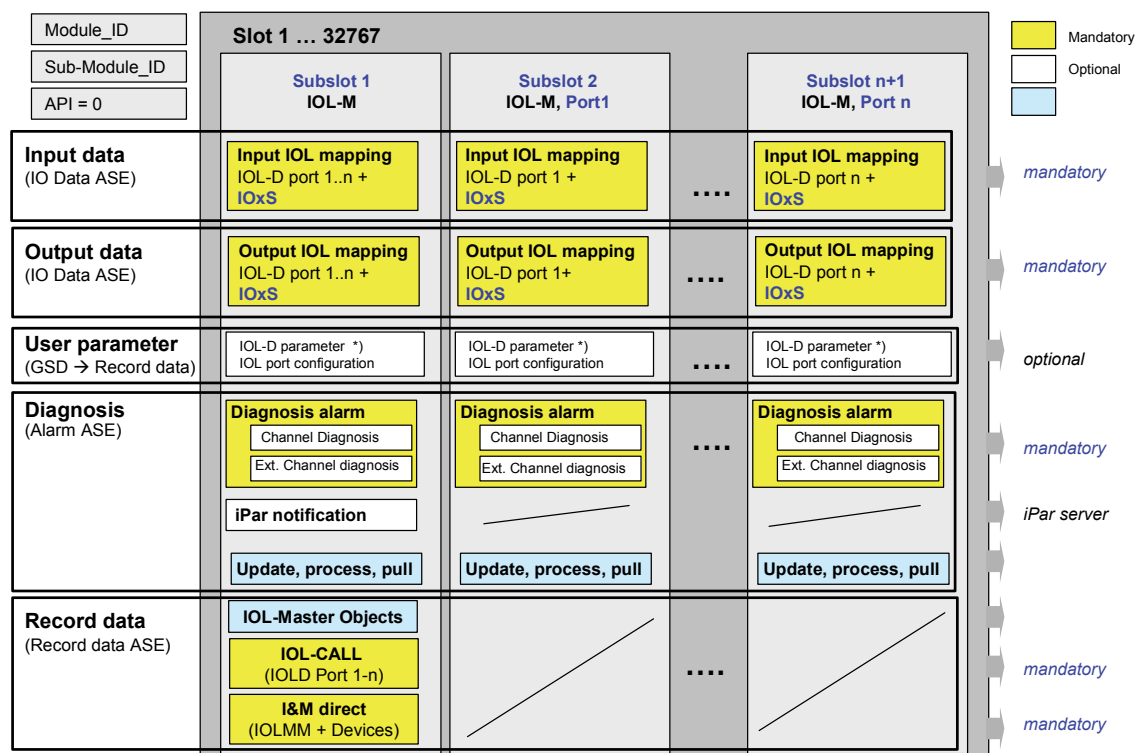 Module_ID
Sub-Module_ID
API = 0
Slot 1 … 32767
Subslot 1
IOL-M
Subslot 2
IOL-M, Port1
Subslot n+1
IOL-M, Port n
Mandatory
Optional
Input data
(IO Data ASE)
Input IOL mapping
IOL-D port 1..n +
IOxS
Input IOL mapping
IOL-D port 1 +
IOxS
....
Input IOL mapping
IOL-D port n +
IOxS
mandatory
Output data
(IO Data ASE)
Output IOL mapping
IOL-D port 1..n +
IOxS
Output IOL mapping
IOL-D port 1+
IOxS
....
Output IOL mapping
IOL-D port n +
IOxS
mandatory
User parameter
(GSD → Record data)
IOL-D parameter *)
IOL port configuration
IOL-D parameter *)
IOL port configuration
....
IOL-D parameter *)
IOL port configuration
optional
Diagnosis
(Alarm ASE)
Diagnosis alarm
Channel Diagnosis
Ext. Channel diagnosis
Diagnosis alarm
Channel Diagnosis
Ext. Channel diagnosis
....
Diagnosis alarm
Channel Diagnosis
Ext. Channel diagnosis
mandatory
iPar notification
iPar server
Update, process, pull
Update, process, pull
Update, process, pull
Record data
(Record data ASE)
IOL-Master Objects
IOL-CALL
(IOLD Port 1-n)
....
mandatory
I&M direct
(IOLMM + Devices)
mandatory